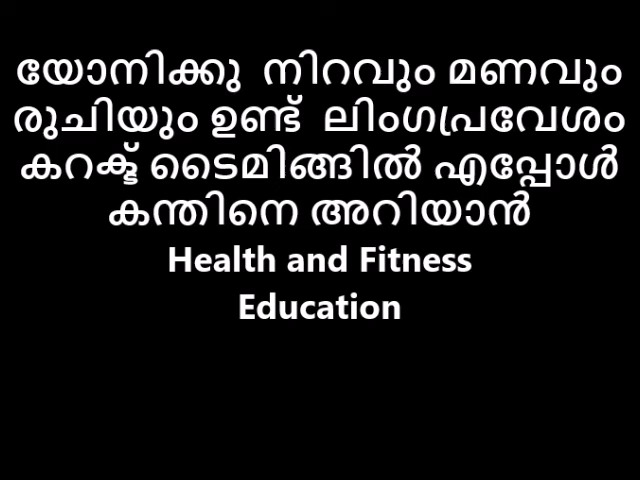 യോനിക്കു നിറവും മണവും
രുചിയും ഉണ്ട് ലിംഗപ്രവേശം
കറക്ട് ടൈമിങ്ങിൽ എപ്പോൾ
കന്തിനെ അറിയാൻ
Health and Fitness
Education